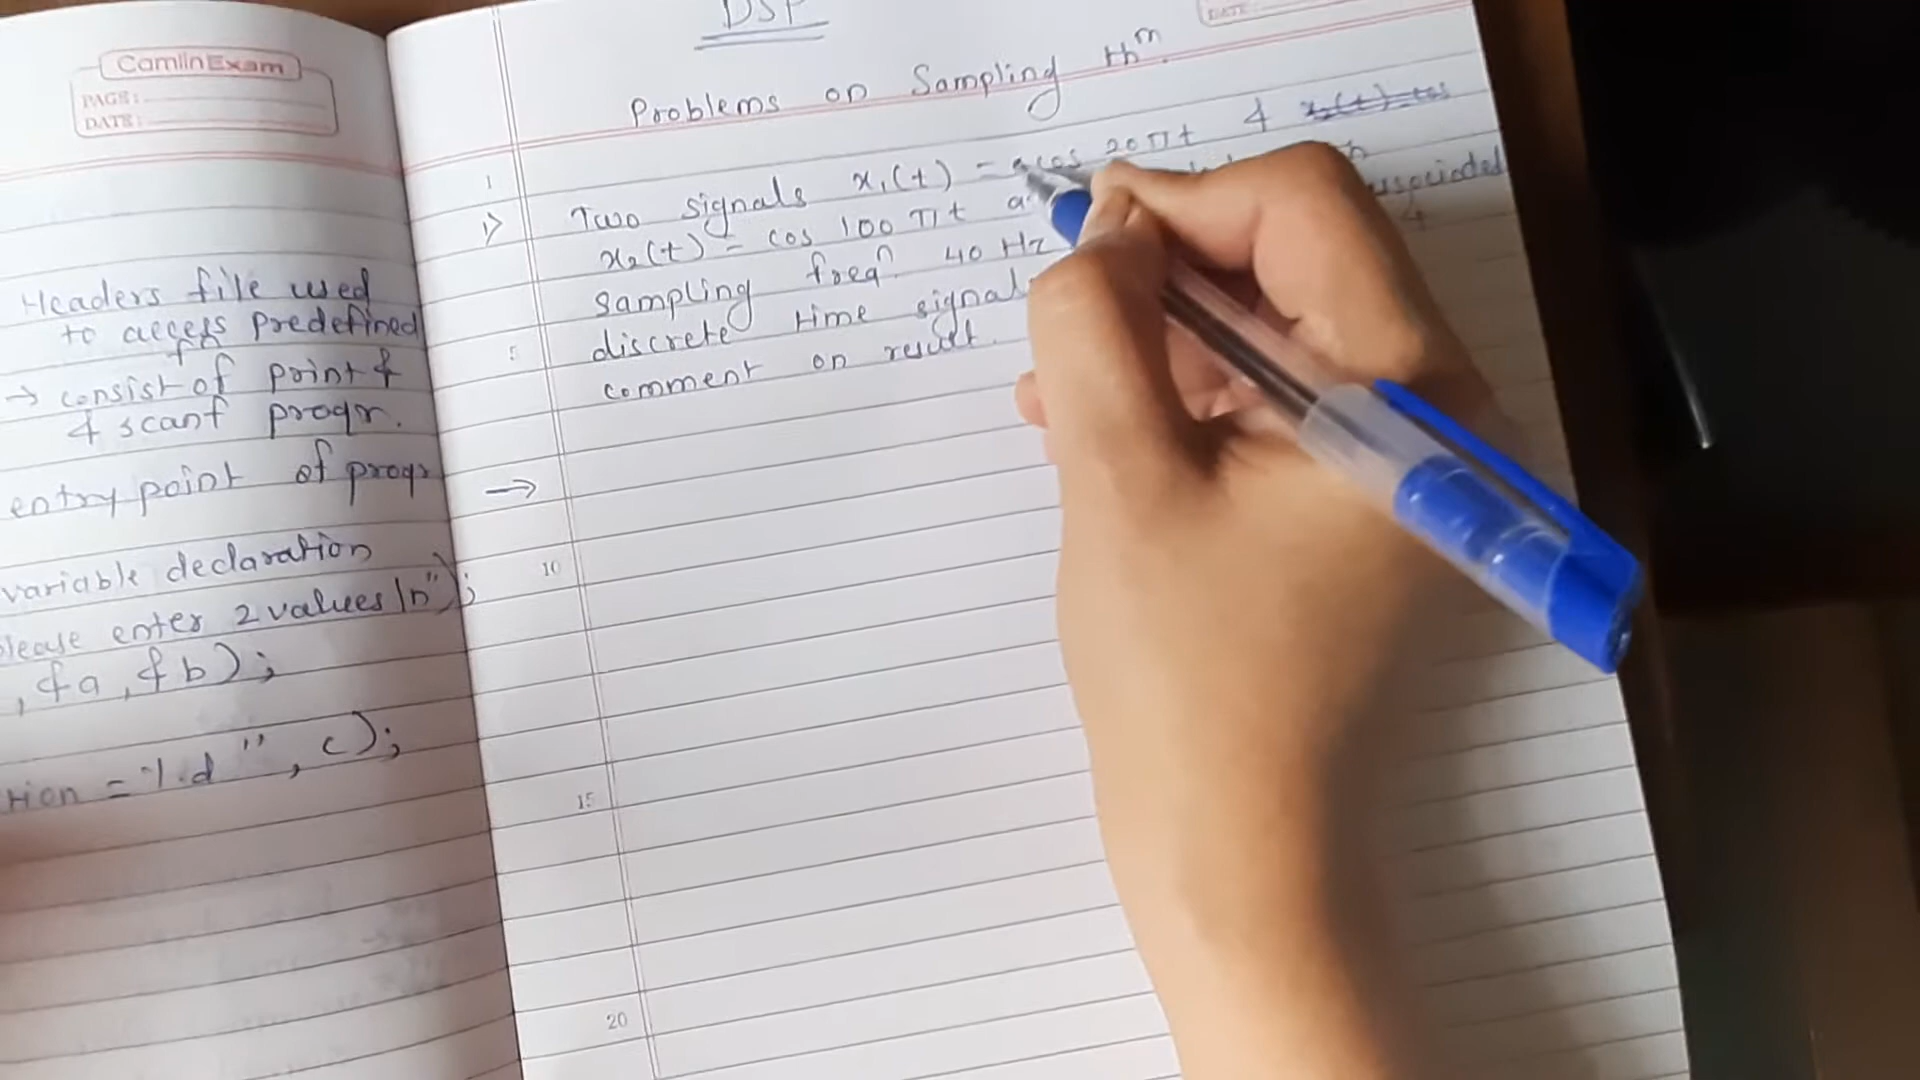 CamlinExam
PAGE:
DATE:
Headers file used
to access predefined
fn
→ consist of printf
& scanf progr.
entry point of progr
variable declaration
please enter 2 values \n");
, &a, &b);
tion = %d ", c);
DSP
DATE:
Problems on Sampling thm.
1
1) Two signals x₁(t) = cos 20πt &
x₂(t) = cos 100πt
Sampling freqn. 40 Hz
discrete time signal &
5
comment on result.
→
10
15
20